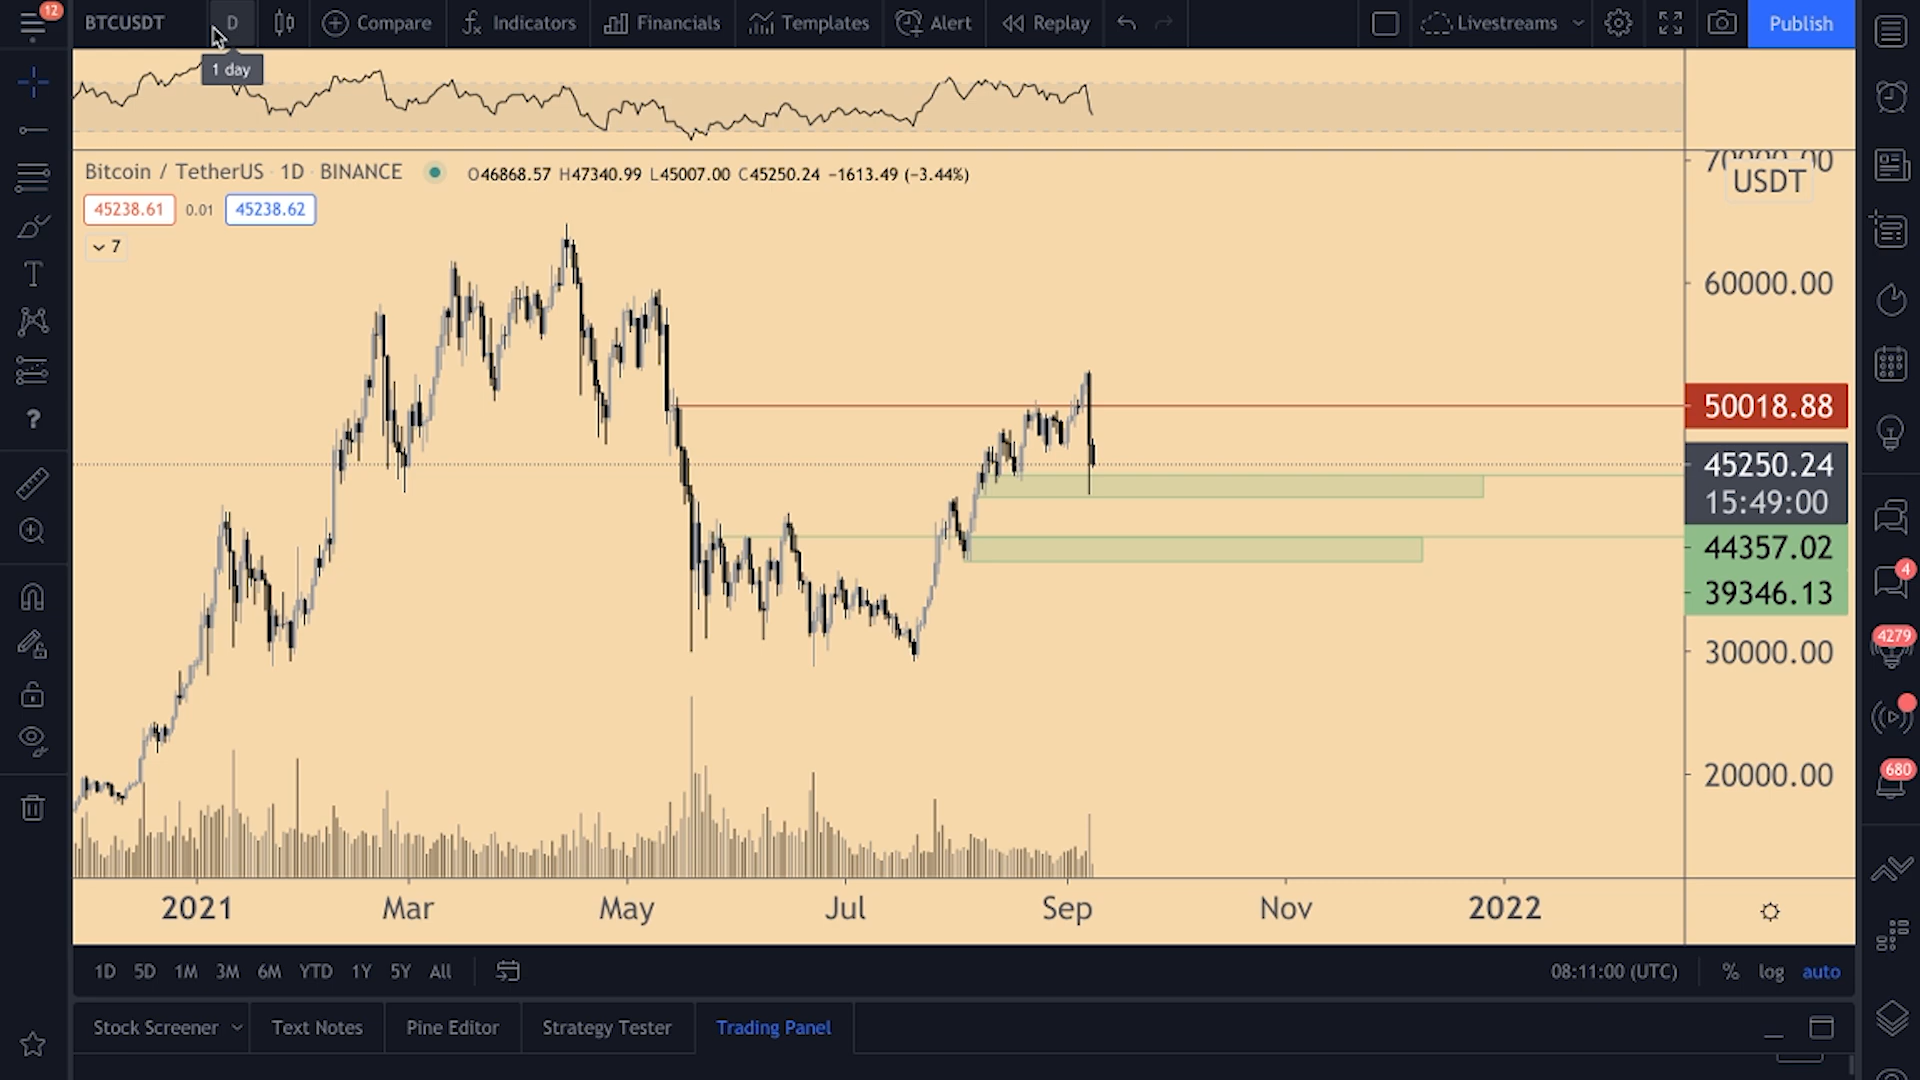 12
BTCUSDT
D
Compare
Indicators
Financials
Templates
Alert
Replay
Livestreams
Publish
1 day
Bitcoin / TetherUS · 1D · BINANCE
O46868.57 H47340.99 L45007.00 C45250.24 −1613.49 (−3.44%)
45238.61 0.01 45238.62
7
70000.00
USDT
60000.00
50018.88
45250.24
15:49:00
44357.02
39346.13
30000.00
20000.00
4
4279
680
2021 Mar May Jul Sep Nov 2022
1D 5D 1M 3M 6M YTD 1Y 5Y All
08:11:00 (UTC) % log auto
Stock Screener Text Notes Pine Editor Strategy Tester Trading Panel